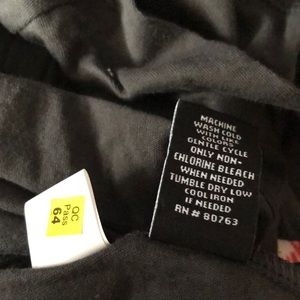 MACHINE
WASH COLD
WITH LIKE
COLORS
GENTLE CYCLE
ONLY NON-
CHLORINE BLEACH
WHEN NEEDED
TUMBLE DRY LOW
COOL IRON
IF NEEDED
RN# 80763
QC
Pass
64